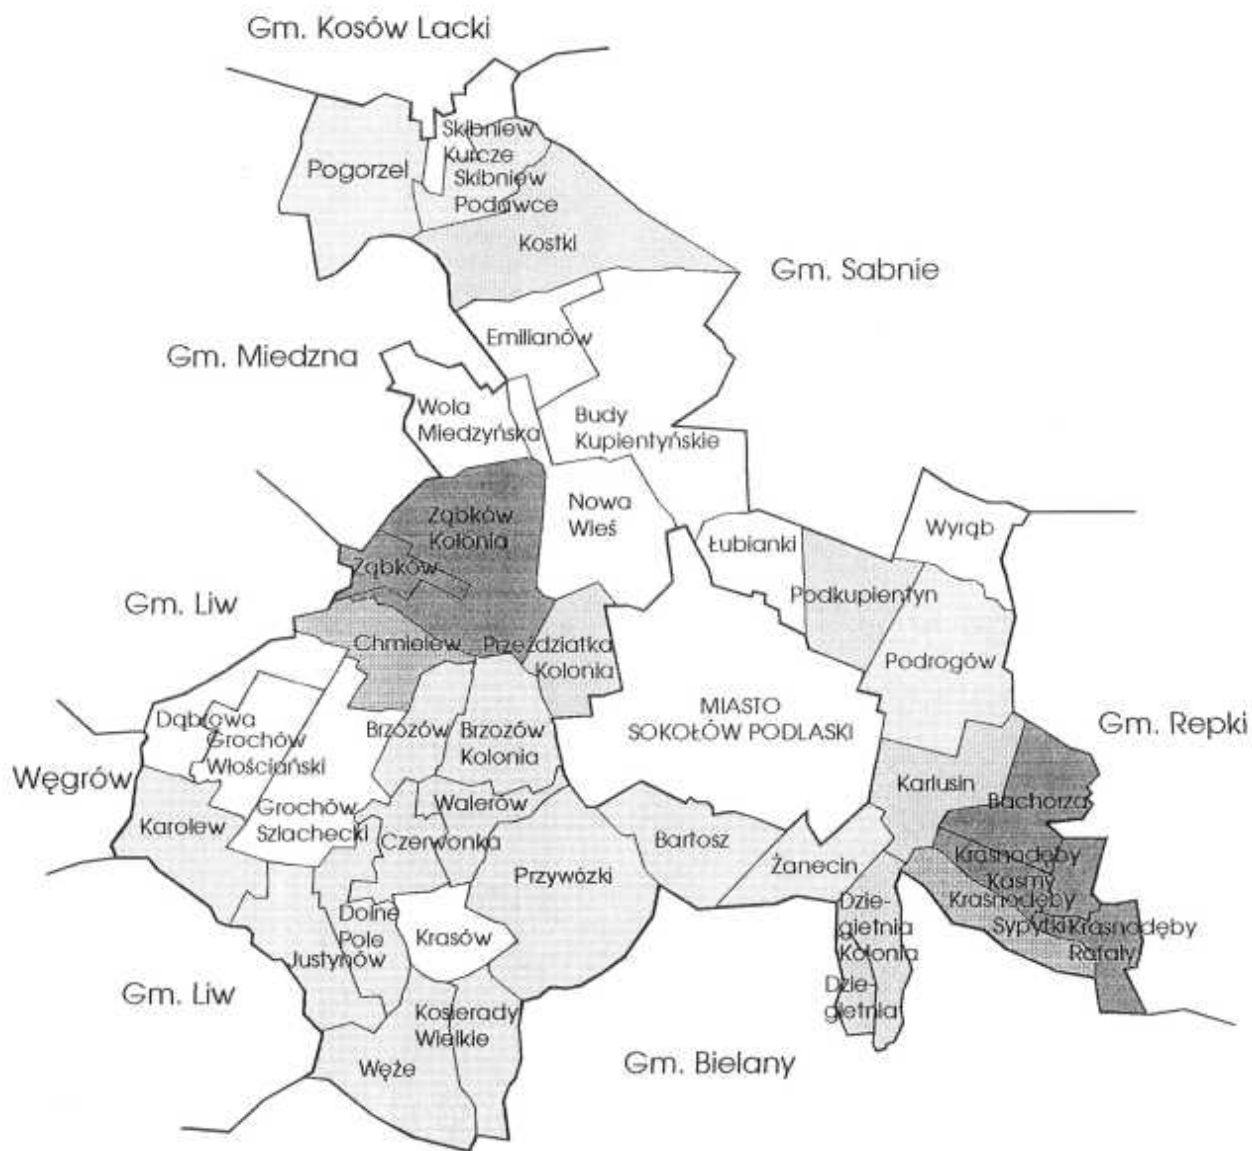 Gm. Kosów Lacki
Skibniew
Kurcze
Pogorzel
Skibniew
Podawce
Kostki
Gm. Sabnie
Emilianów
Gm. Miedzna
Wola
Miedzyńska
Budy
Kupientyńskie
Nowa
Wieś
Ząbków
Kolonia
Łubianki
Wyrąb
Ząbków
Podkupientyn
Gm. Liw
Chmielew
Przeździatka
Kolonia
Podrogów
MIASTO
SOKOŁÓW PODLASKI
Dąbrowa
Grochów
Włościański
Brzozów
Brzozów
Kolonia
Gm. Repki
Węgrów
Karlusin
Bachorza
Karolew
Grochów
Szlachecki
Walerów
Czerwonka
Bartosz
Żanecin
Krasnodęby
Kasmy
Przywózki
Krasnodęby
Sypytki
Krasnodęby
Rafały
Dolne
Pole
Krasów
Dzie-
gietnia
Kolonia
Justynów
Gm. Liw
Dzie-
gietnia
Kosierady
Wielkie
Węże
Gm. Bielany